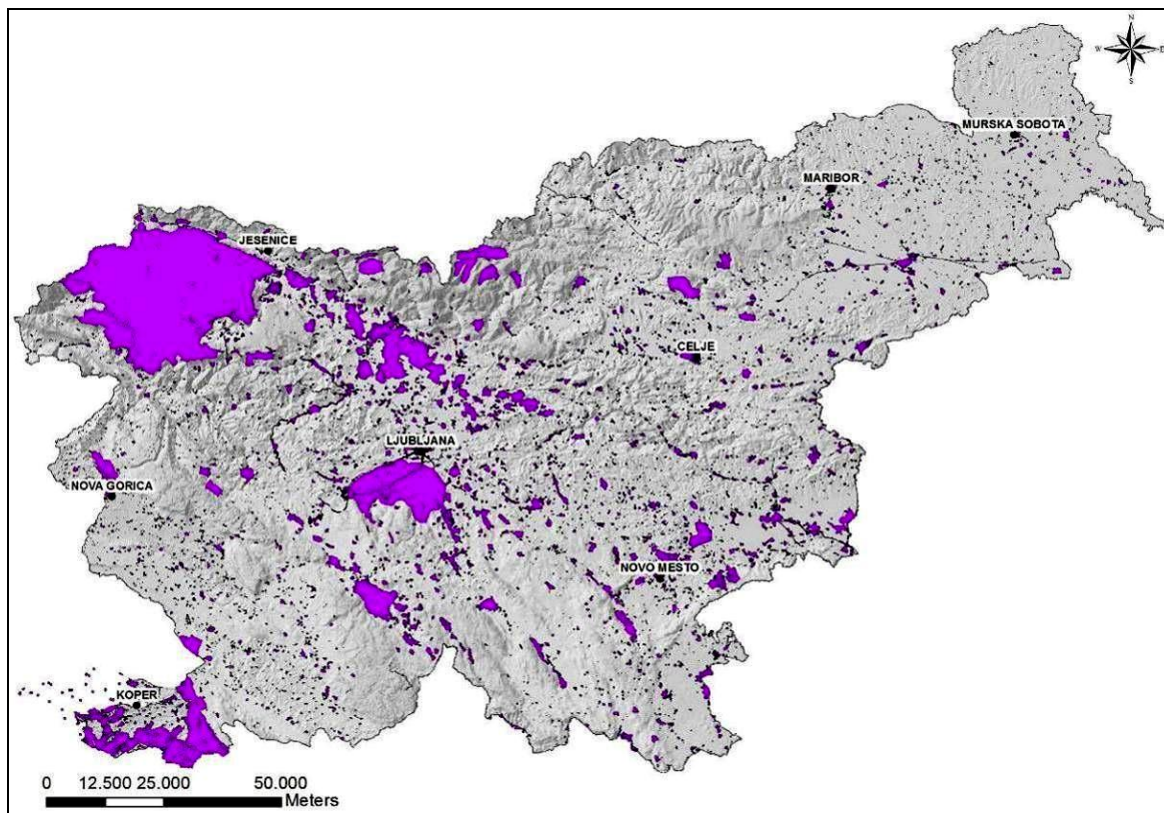 N
W E
S
MURSKA SOBOTA
MARIBOR
JESENICE
CELJE
LJUBLJANA
NOVA GORICA
NOVO MESTO
KOPER
0 12.500 25.000 50.000
Meters